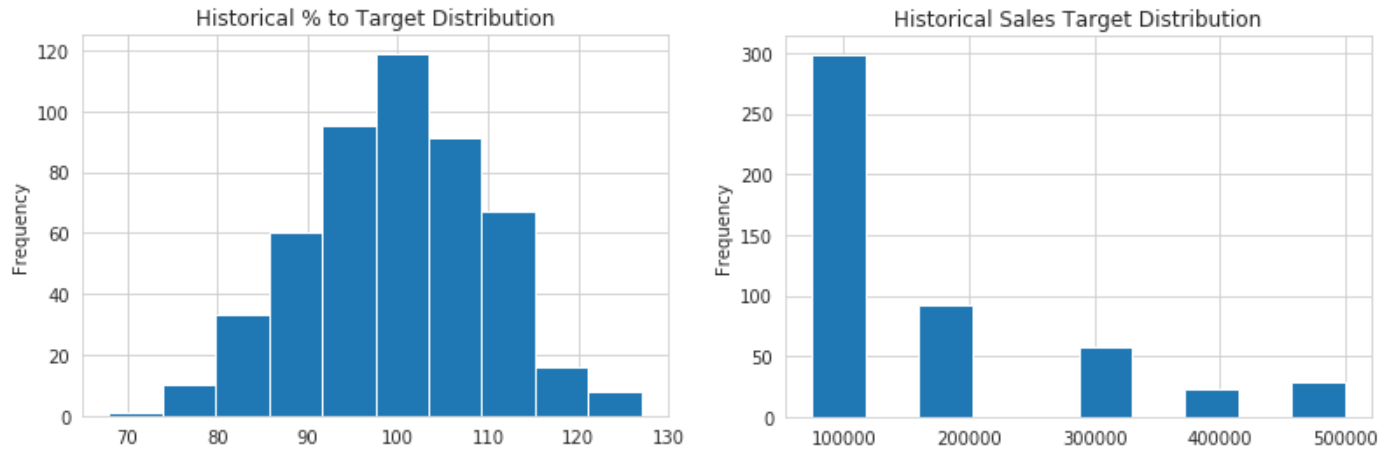 Historical % to Target Distribution
120
100
80
60
40
20
0
Frequency
70 80 90 100 110 120 130
Historical Sales Target Distribution
300
250
200
150
100
50
0
Frequency
100000 200000 300000 400000 500000